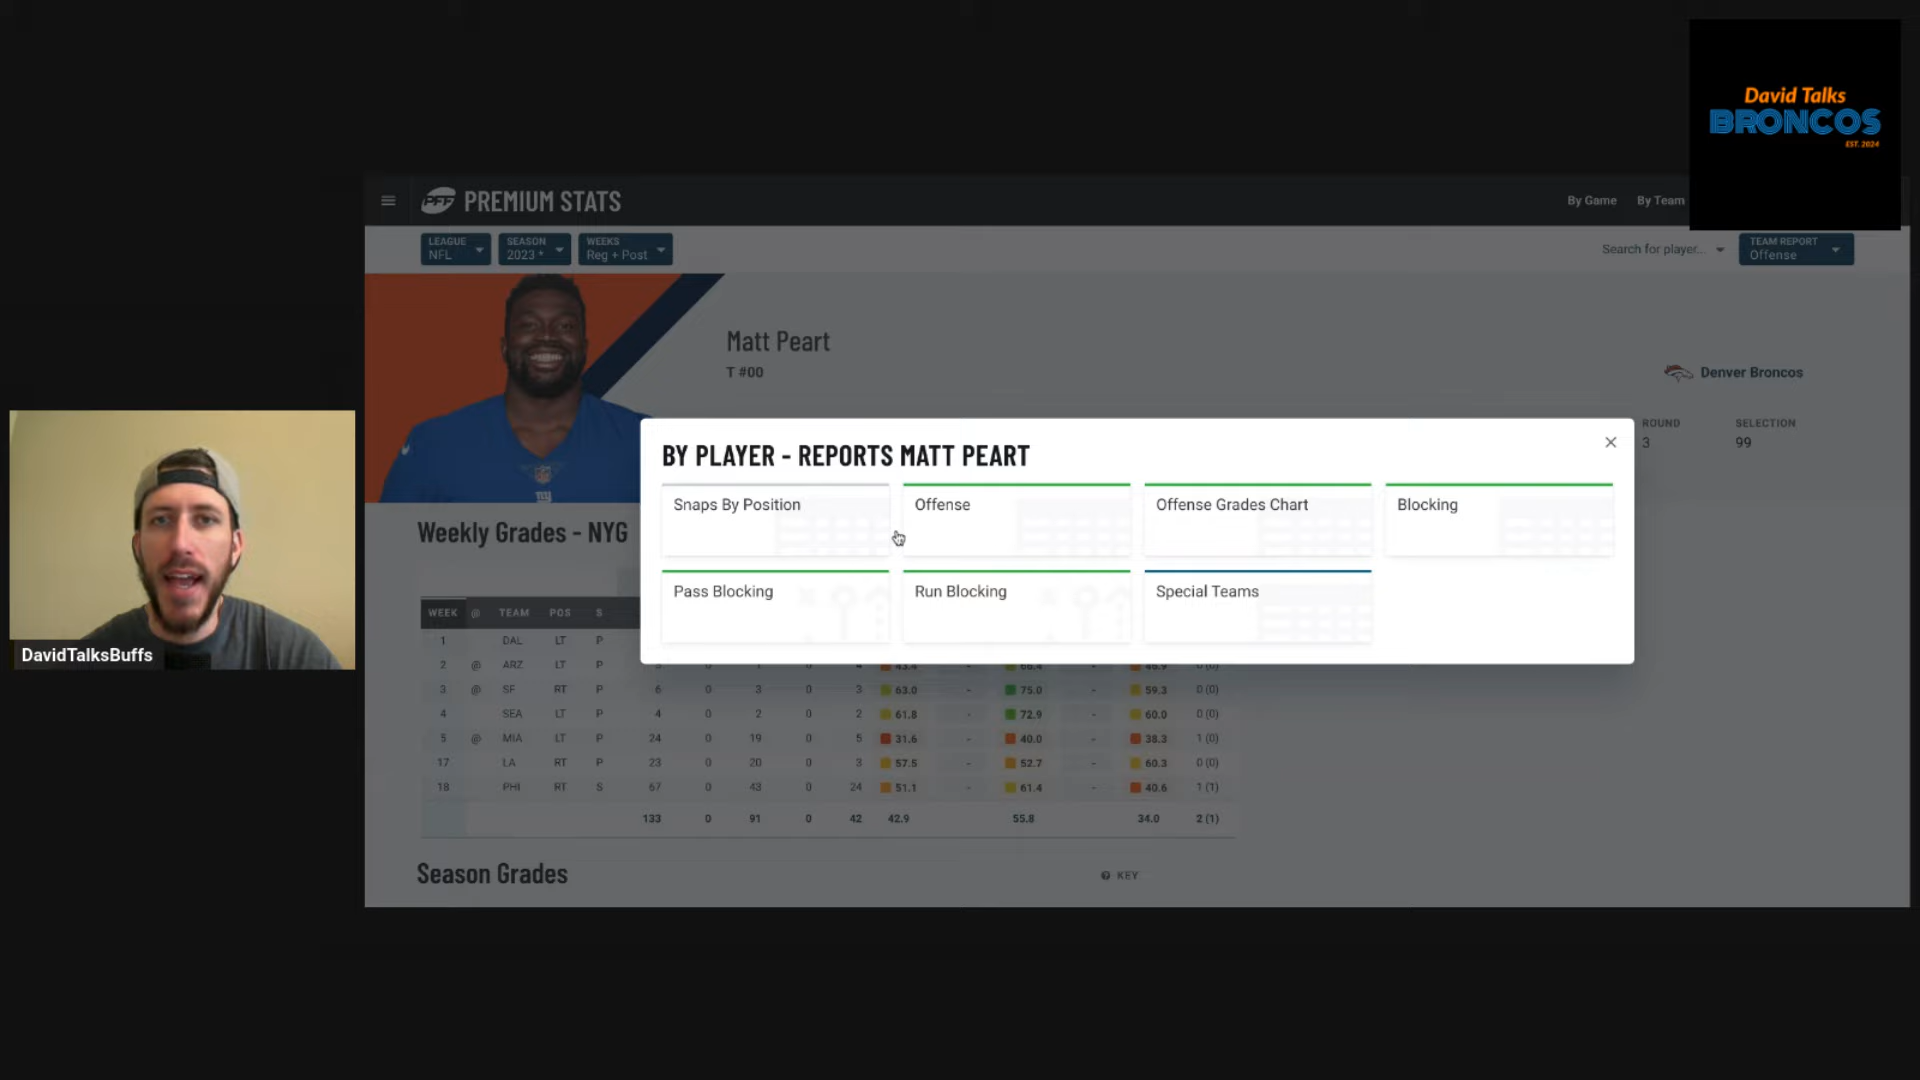 David Talks
BRONCOS
EST. 2024
PFF PREMIUM STATS
By Game By Team
LEAGUE
NFL
SEASON
2023 *
WEEKS
Reg + Post
Search for player...
TEAM REPORT
Offense
Matt Peart
T #00
Denver Broncos
ROUND
3
SELECTION
99
BY PLAYER - REPORTS MATT PEART
Snaps By Position
Offense
Offense Grades Chart
Blocking
Pass Blocking
Run Blocking
Special Teams
Weekly Grades - NYG
WEEK @ TEAM POS S
1 DAL LT P
2 @ ARZ LT P
3 @ SF RT P 6 0 3 0 3 63.0 - 75.0 - 59.3 0 (0)
4 SEA LT P 4 0 2 0 2 61.8 - 72.9 - 60.0 0 (0)
5 @ MIA LT P 24 0 19 0 5 31.6 - 40.0 - 38.3 1 (0)
17 LA RT P 23 0 20 0 3 57.5 - 52.7 - 60.3 0 (0)
18 PHI RT S 67 0 43 0 24 51.1 - 61.4 - 40.6 1 (1)
133 0 91 0 42 42.9 55.8 34.0 2 (1)
Season Grades
KEY
DavidTalksBuffs